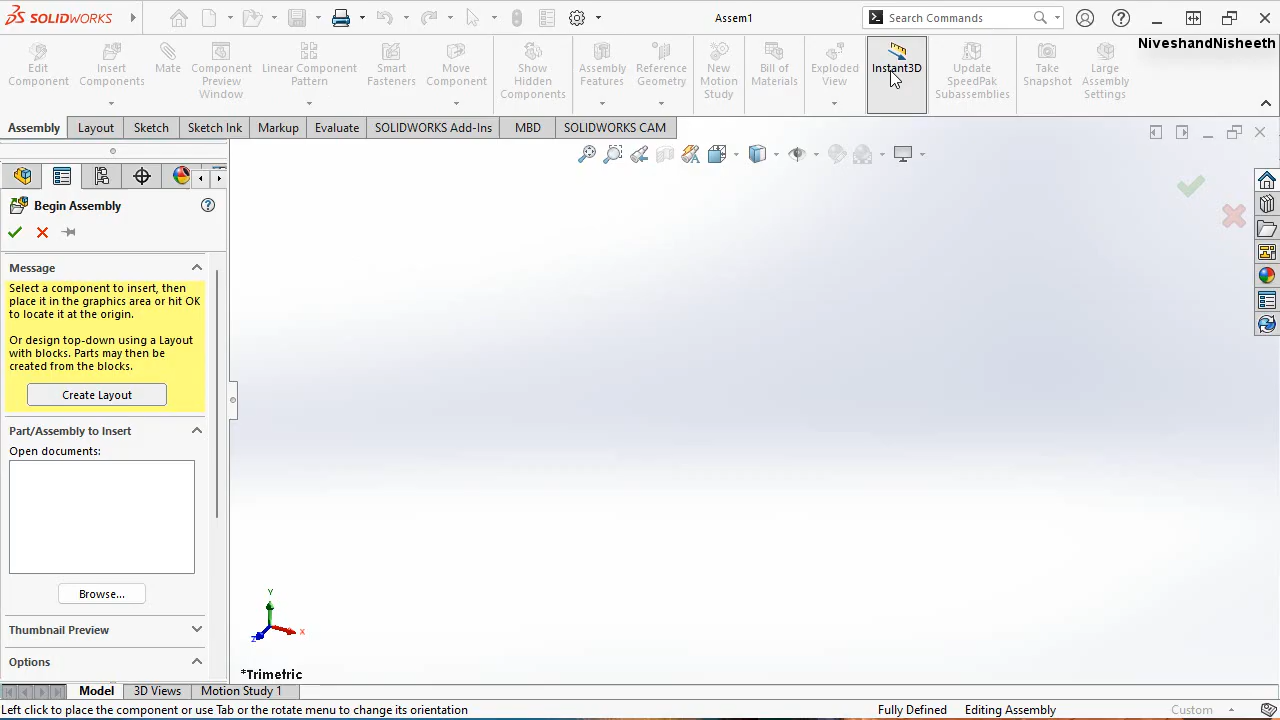 SOLIDWORKS
Assem1
Search Commands
NiveshandNisheeth
Edit
Component
Insert
Components
Mate
Component
Preview
Window
Linear Component
Pattern
Smart
Fasteners
Move
Component
Show
Hidden
Components
Assembly
Features
Reference
Geometry
New
Motion
Study
Bill of
Materials
Exploded
View
Instant3D
Update
SpeedPak
Subassemblies
Take
Snapshot
Large
Assembly
Settings
Assembly
Layout
Sketch
Sketch Ink
Markup
Evaluate
SOLIDWORKS Add-Ins
MBD
SOLIDWORKS CAM
Begin Assembly
Message
Select a component to insert, then
place it in the graphics area or hit OK
to locate it at the origin.
Or design top-down using a Layout
with blocks. Parts may then be
created from the blocks.
Create Layout
Part/Assembly to Insert
Open documents:
Browse...
Thumbnail Preview
Options
Y
X
Z
*Trimetric
Model
3D Views
Motion Study 1
Left click to place the component or use Tab or the rotate menu to change its orientation
Fully Defined
Editing Assembly
Custom